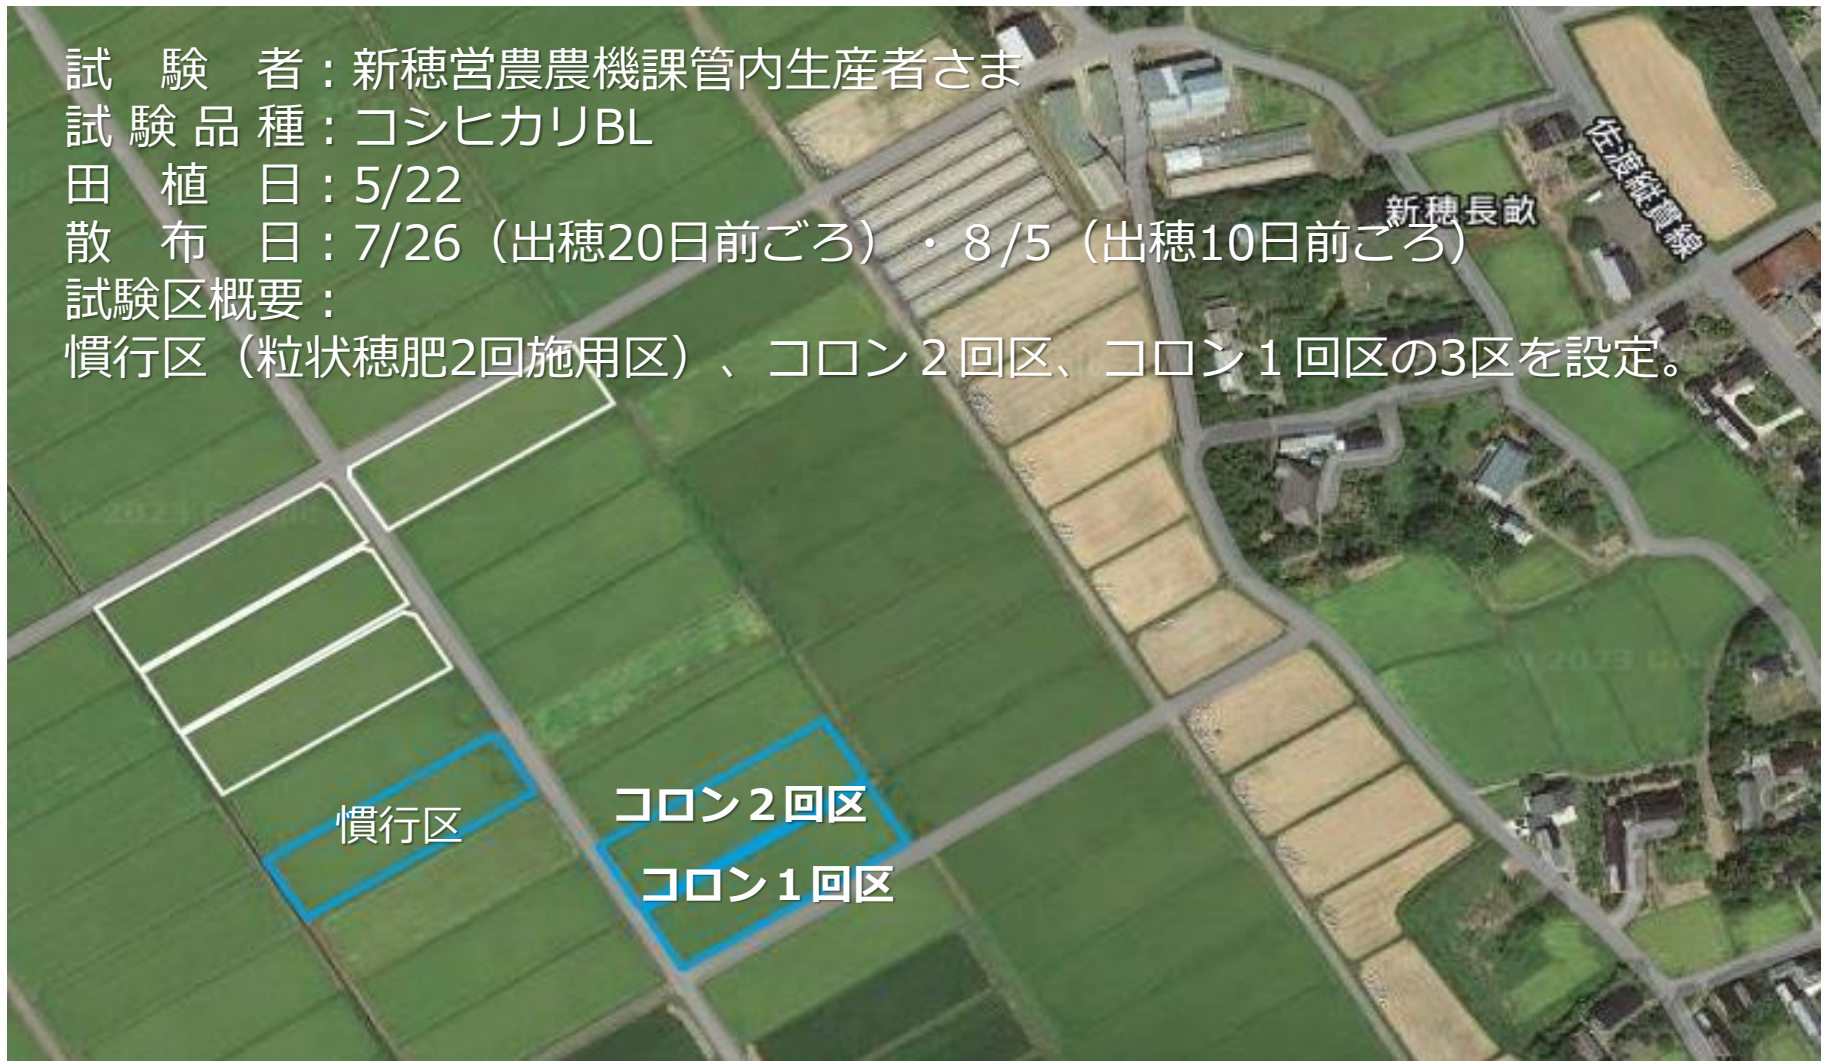 試　験　者：新穂営農農機課管内生産者さま
試 験 品 種：コシヒカリBL
田　植　日：5/22
散　布　日：7/26（出穂20日前ごろ）・８/5（出穂10日前ごろ）
試験区概要：
慣行区（粒状穂肥2回施用区）、コロン２回区、コロン１回区の3区を設定。
佐渡縦貫線
新穂長畝
慣行区
コロン２回区
コロン１回区